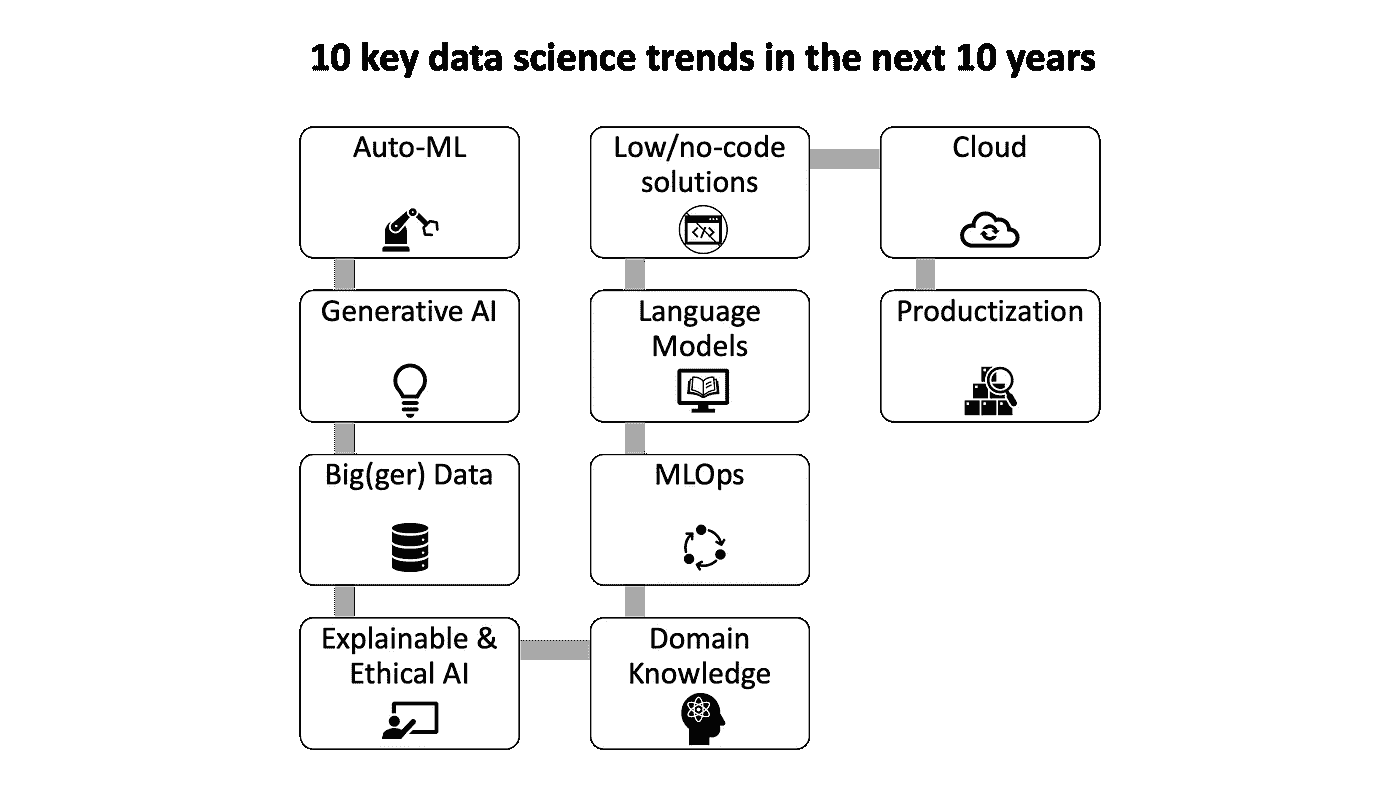 10 key data science trends in the next 10 years
Auto-ML
Generative AI
Big(ger) Data
Explainable &
Ethical AI
Domain
Knowledge
MLOps
Language
Models
Low/no-code
solutions
</>
Cloud
Productization